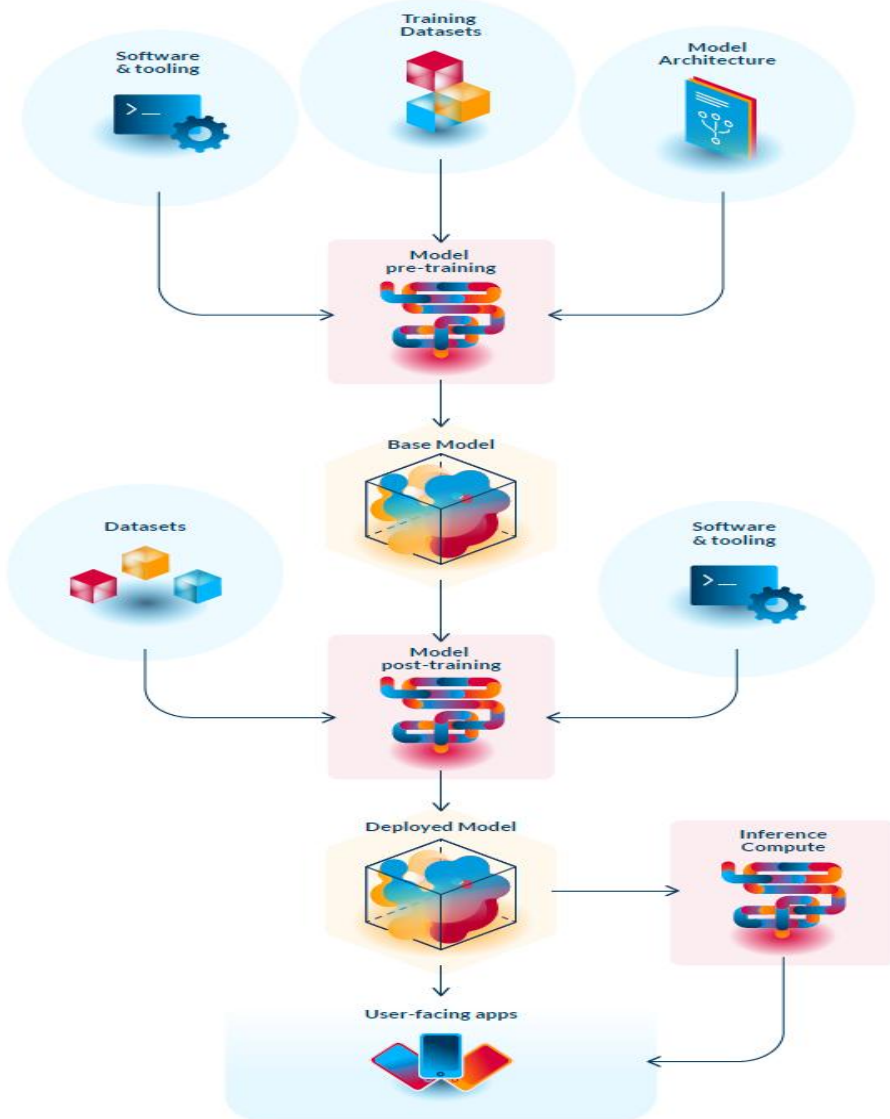 Training
Datasets
Software
& tooling
Model
Architecture
>_
Model
pre-training
Base Model
Datasets
Software
& tooling
>_
Model
post-training
Deployed Model
Inference
Compute
User-facing apps